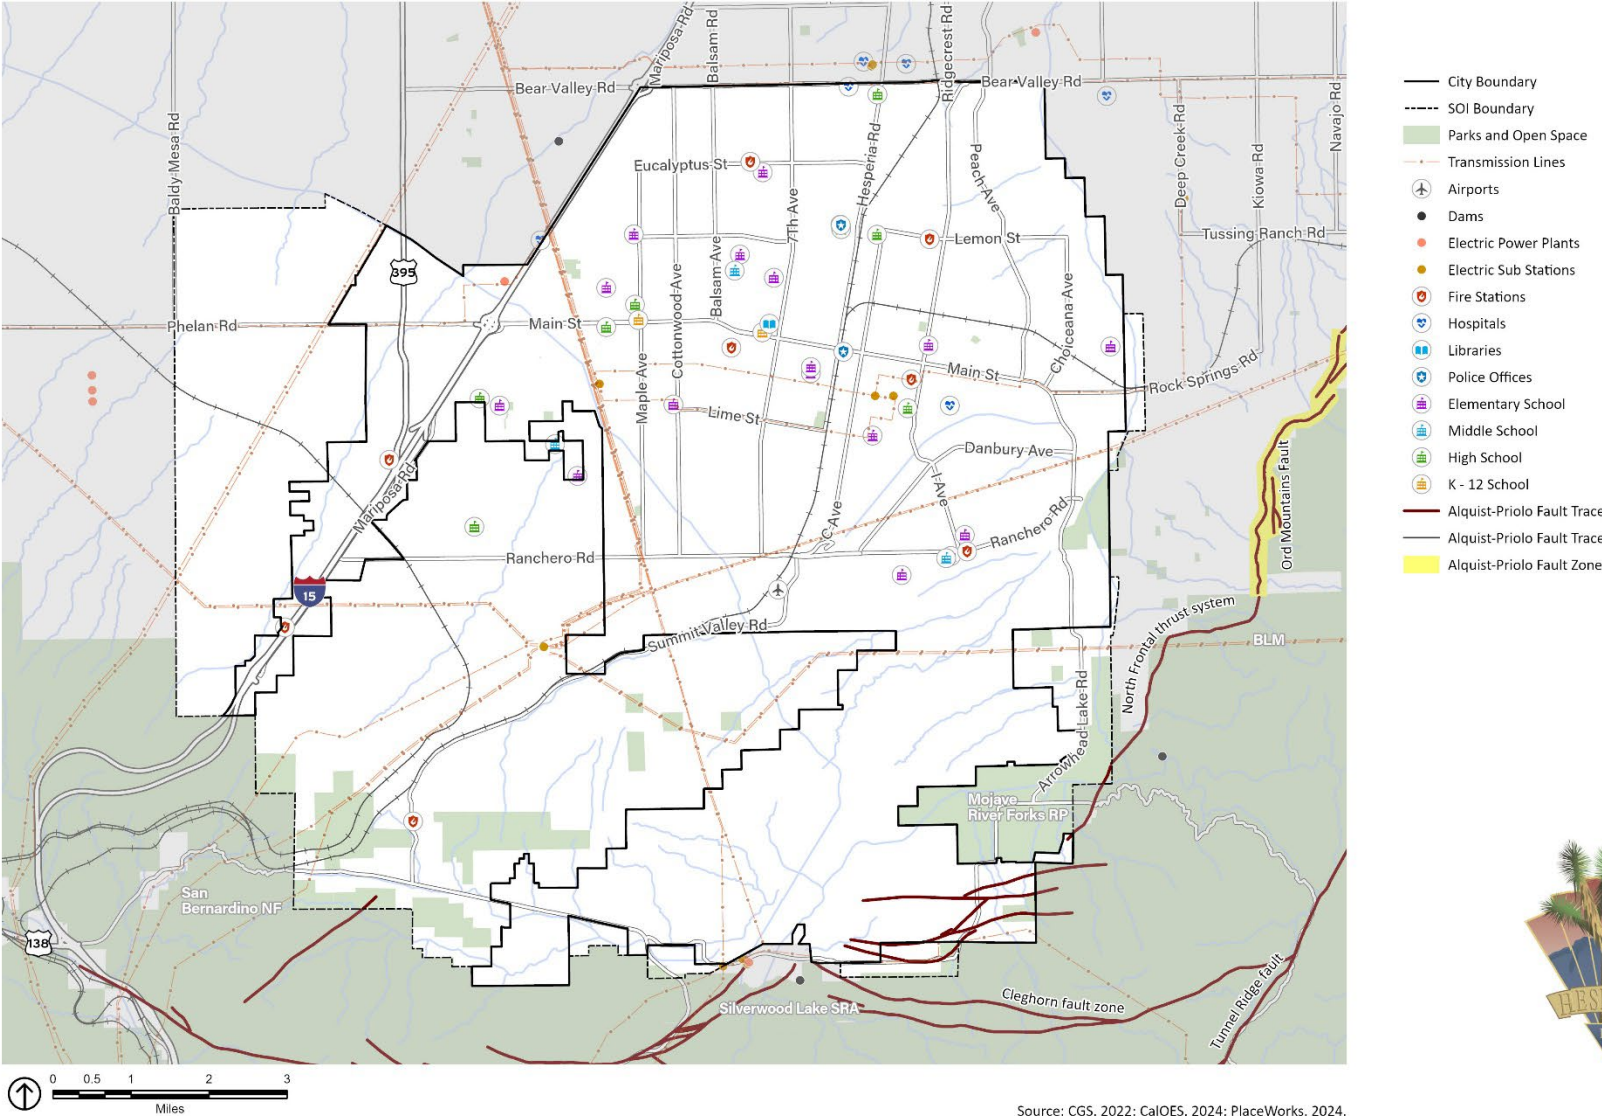 Bear Valley Rd
Mariposa Rd
Balsam Rd
Ridgecrest Rd
Bear Valley Rd
Baldy Mesa Rd
Eucalyptus St
Hesperia Rd
Peach Ave
Deep Creek Rd
Kiowa Rd
Navajo Rd
7Th Ave
Lemon St
Tussing Ranch Rd
395
Balsam Ave
Cottonwood Ave
Choiceana Ave
Phelan Rd
Main St
Main St
Rock Springs Rd
Maple Ave
Lime St
Danbury Ave
Mariposa Rd
C Ave
I Ave
Ranchero Rd
Ord Mountains Fault
Ranchero Rd
15
Summit Valley Rd
North Frontal thrust system
BLM
Arrowhead Lake Rd
Mojave
River Forks RP
San
Bernardino NF
138
Silverwood Lake SRA
Cleghorn fault zone
Tunnel Ridge fault
City Boundary
SOI Boundary
Parks and Open Space
Transmission Lines
Airports
Dams
Electric Power Plants
Electric Sub Stations
Fire Stations
Hospitals
Libraries
Police Offices
Elementary School
Middle School
High School
K - 12 School
Alquist-Priolo Fault Trace
Alquist-Priolo Fault Trace
Alquist-Priolo Fault Zone
0 0.5 1 2 3
Miles
Source: CGS, 2022; CalOES, 2024; PlaceWorks, 2024.